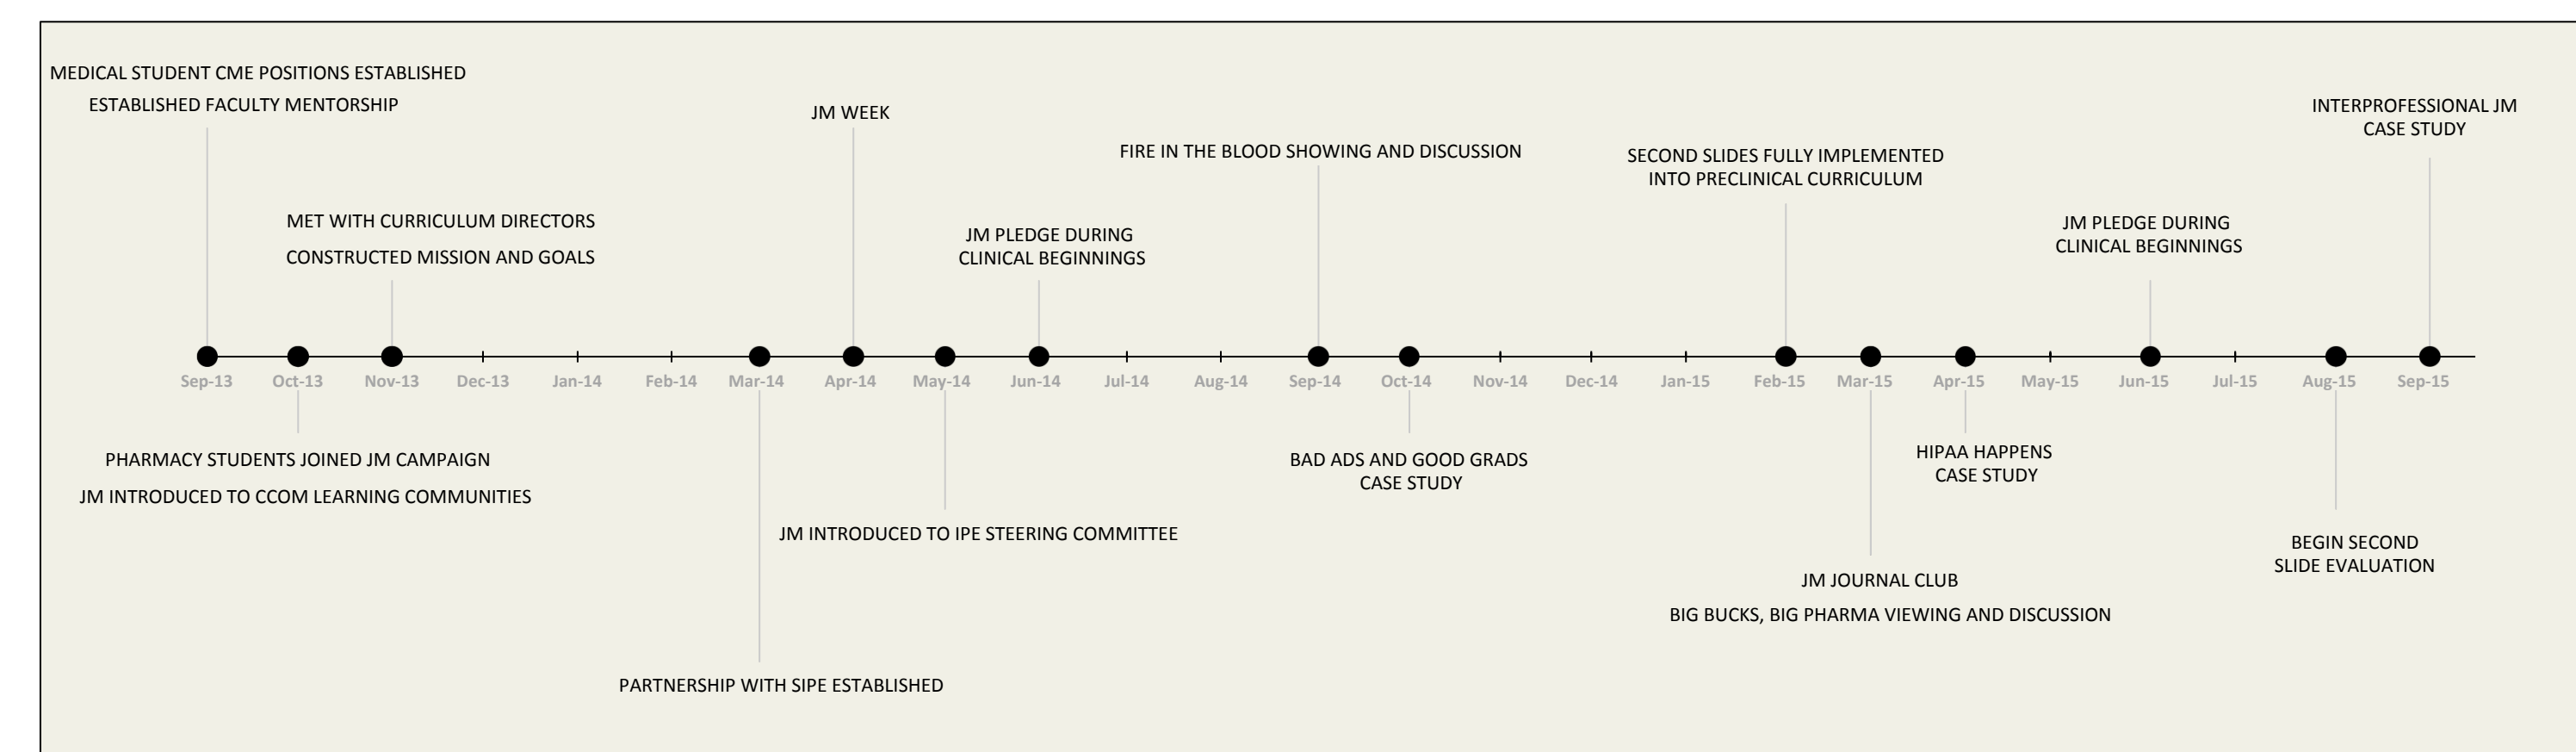 MEDICAL STUDENT CME POSITIONS ESTABLISHED
ESTABLISHED FACULTY MENTORSHIP
JM WEEK
INTERPROFESSIONAL JM
CASE STUDY
FIRE IN THE BLOOD SHOWING AND DISCUSSION
SECOND SLIDES FULLY IMPLEMENTED
INTO PRECLINICAL CURRICULUM
MET WITH CURRICULUM DIRECTORS
CONSTRUCTED MISSION AND GOALS
JM PLEDGE DURING
CLINICAL BEGINNINGS
JM PLEDGE DURING
CLINICAL BEGINNINGS
Sep-13 Oct-13 Nov-13 Dec-13 Jan-14 Feb-14 Mar-14 Apr-14 May-14 Jun-14 Jul-14 Aug-14 Sep-14 Oct-14 Nov-14 Dec-14 Jan-15 Feb-15 Mar-15 Apr-15 May-15 Jun-15 Jul-15 Aug-15 Sep-15
PHARMACY STUDENTS JOINED JM CAMPAIGN
JM INTRODUCED TO CCOM LEARNING COMMUNITIES
BAD ADS AND GOOD GRADS
CASE STUDY
HIPAA HAPPENS
CASE STUDY
JM INTRODUCED TO IPE STEERING COMMITTEE
BEGIN SECOND
SLIDE EVALUATION
JM JOURNAL CLUB
BIG BUCKS, BIG PHARMA VIEWING AND DISCUSSION
PARTNERSHIP WITH SIPE ESTABLISHED